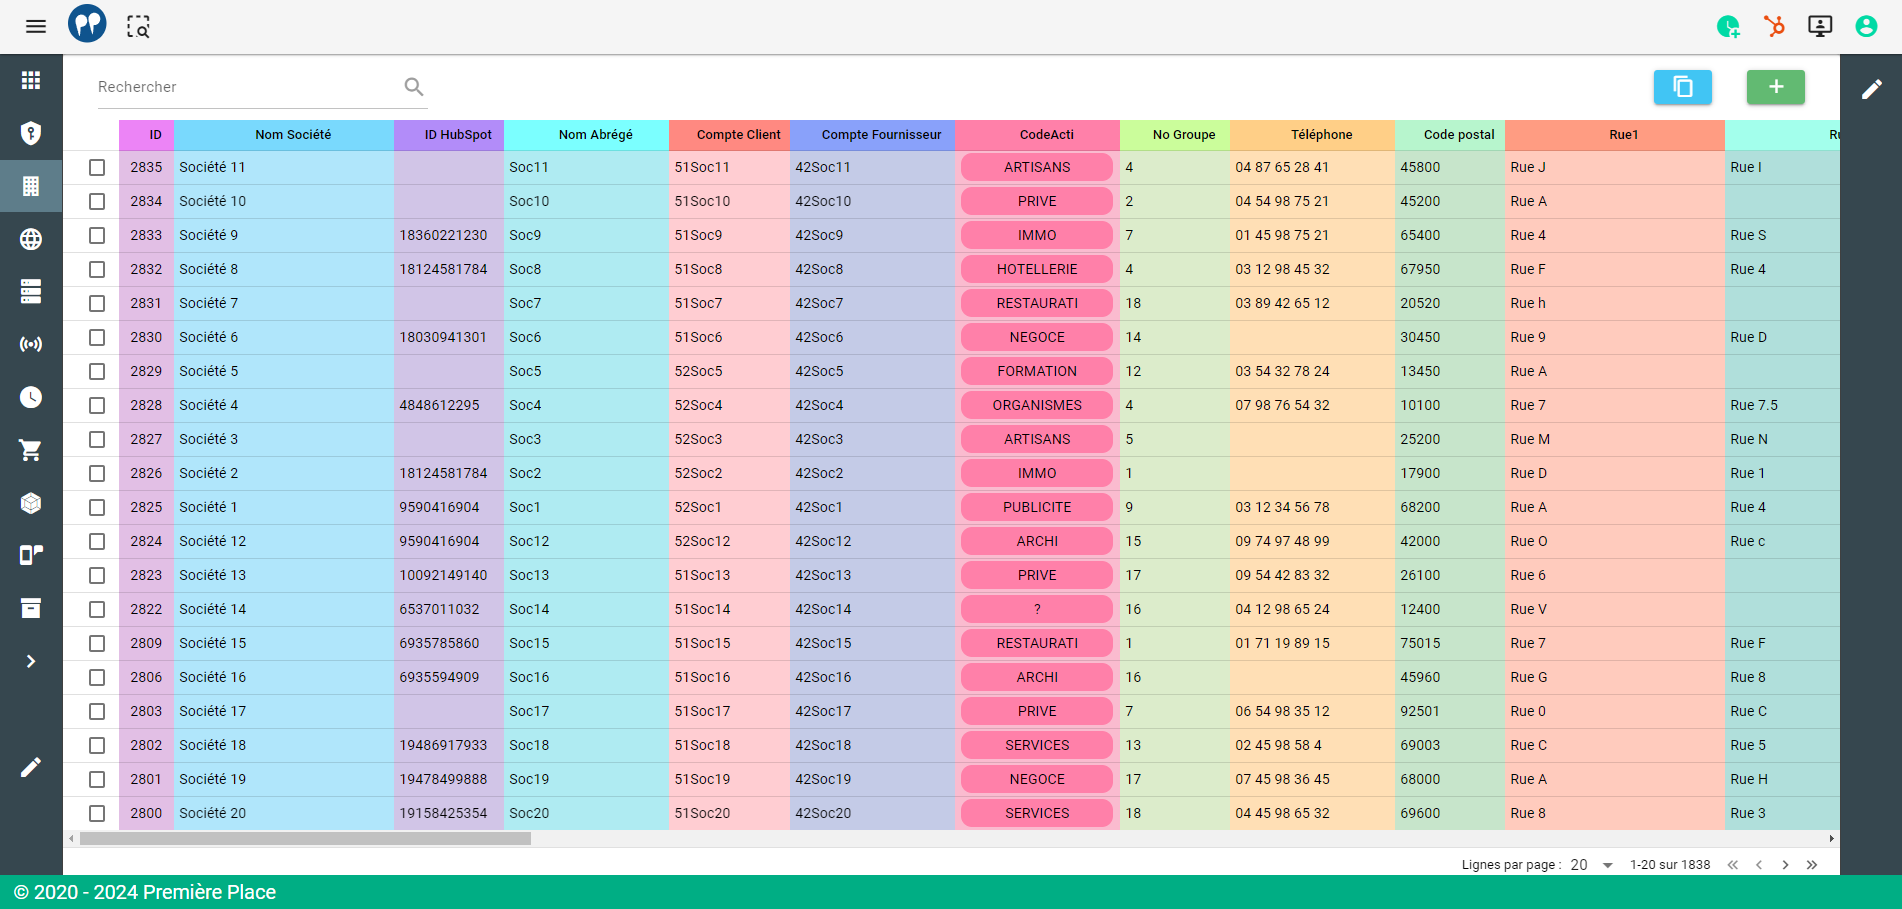 Rechercher
ID Nom Société ID HubSpot Nom Abrégé Compte Client Compte Fournisseur CodeActi No Groupe Téléphone Code postal Rue1
2835 Société 11 Soc11 51Soc11 42Soc11 ARTISANS 4 04 87 65 28 41 45800 Rue J Rue I
2834 Société 10 Soc10 51Soc10 42Soc10 PRIVE 2 04 54 98 75 21 45200 Rue A
2833 Société 9 18360221230 Soc9 51Soc9 42Soc9 IMMO 7 01 45 98 75 21 65400 Rue 4 Rue S
2832 Société 8 18124581784 Soc8 51Soc8 42Soc8 HOTELLERIE 4 03 12 98 45 32 67950 Rue F Rue 4
2831 Société 7 Soc7 51Soc7 42Soc7 RESTAURATI 18 03 89 42 65 12 20520 Rue h
2830 Société 6 18030941301 Soc6 51Soc6 42Soc6 NEGOCE 14 30450 Rue 9 Rue D
2829 Société 5 Soc5 52Soc5 42Soc5 FORMATION 12 03 54 32 78 24 13450 Rue A
2828 Société 4 4848612295 Soc4 52Soc4 42Soc4 ORGANISMES 4 07 98 76 54 32 10100 Rue 7 Rue 7.5
2827 Société 3 Soc3 52Soc3 42Soc3 ARTISANS 5 25200 Rue M Rue N
2826 Société 2 18124581784 Soc2 52Soc2 42Soc2 IMMO 1 17900 Rue D Rue 1
2825 Société 1 9590416904 Soc1 52Soc1 42Soc1 PUBLICITE 9 03 12 34 56 78 68200 Rue A Rue 4
2824 Société 12 9590416904 Soc12 52Soc12 42Soc12 ARCHI 15 09 74 97 48 99 42000 Rue O Rue c
2823 Société 13 10092149140 Soc13 51Soc13 42Soc13 PRIVE 17 09 54 42 83 32 26100 Rue 6
2822 Société 14 6537011032 Soc14 51Soc14 42Soc14 ? 16 04 12 98 65 24 12400 Rue V
2809 Société 15 6935785860 Soc15 51Soc15 42Soc15 RESTAURATI 1 01 71 19 89 15 75015 Rue 7 Rue F
2806 Société 16 6935594909 Soc16 51Soc16 42Soc16 ARCHI 16 45960 Rue G Rue 8
2803 Société 17 Soc17 51Soc17 42Soc17 PRIVE 7 06 54 98 35 12 92501 Rue 0 Rue C
2802 Société 18 19486917933 Soc18 51Soc18 42Soc18 SERVICES 13 02 45 98 58 4 69003 Rue C Rue 5
2801 Société 19 19478499888 Soc19 51Soc19 42Soc19 NEGOCE 17 07 45 98 36 45 68000 Rue A Rue H
2800 Société 20 19158425354 Soc20 51Soc20 42Soc20 SERVICES 18 04 45 98 65 32 69600 Rue 8 Rue 3
Lignes par page : 20 1-20 sur 1838
© 2020 - 2024 Première Place